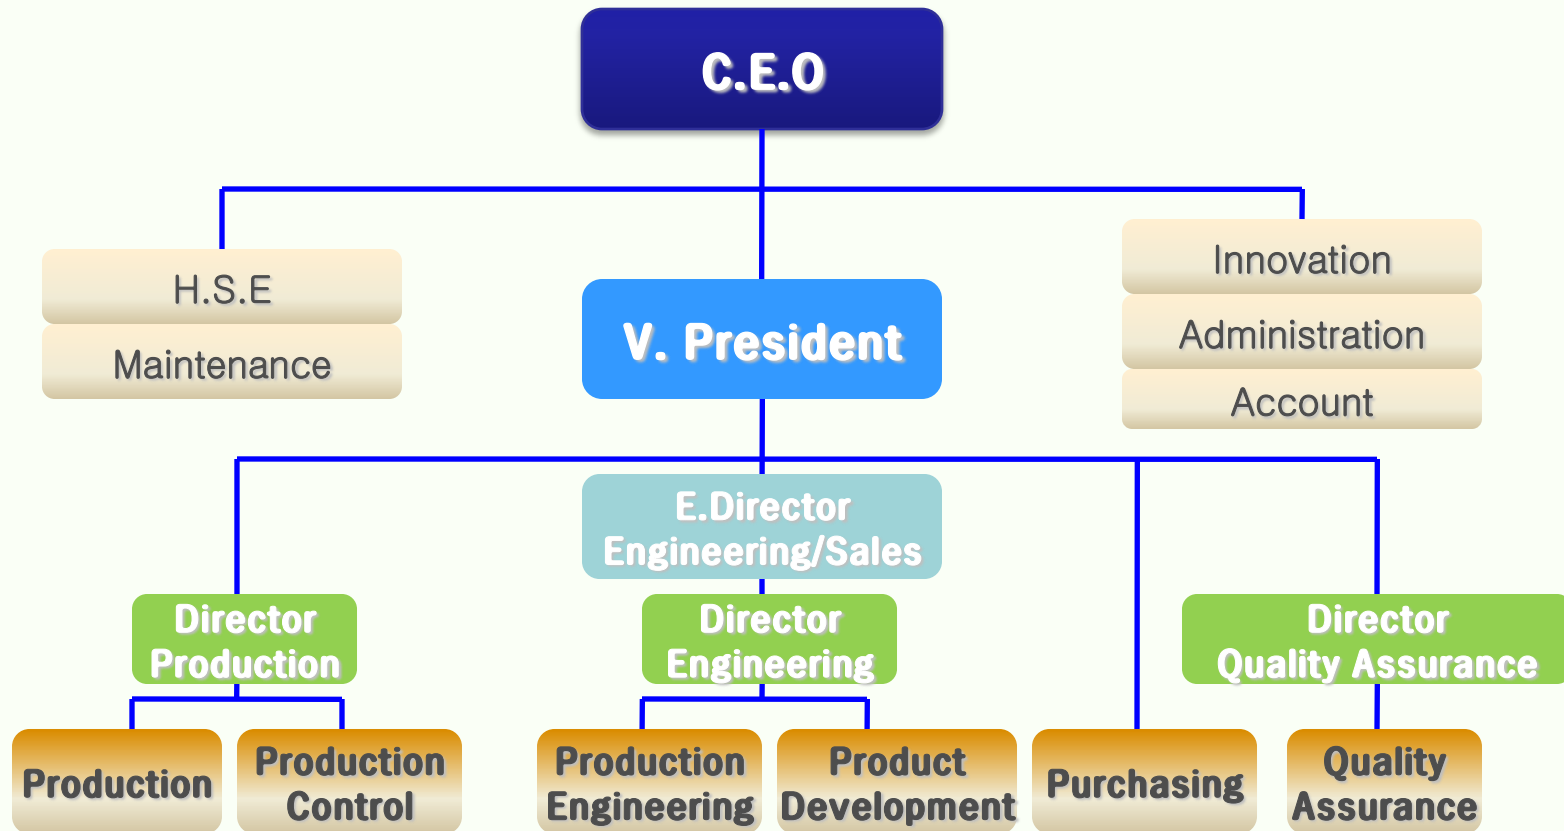 C.E.O
H.S.E
Maintenance
V. President
Innovation
Administration
Account
E.Director
Engineering/Sales
Director
Production
Director
Engineering
Director
Quality Assurance
Production
Production
Control
Production
Engineering
Product
Development
Purchasing
Quality
Assurance